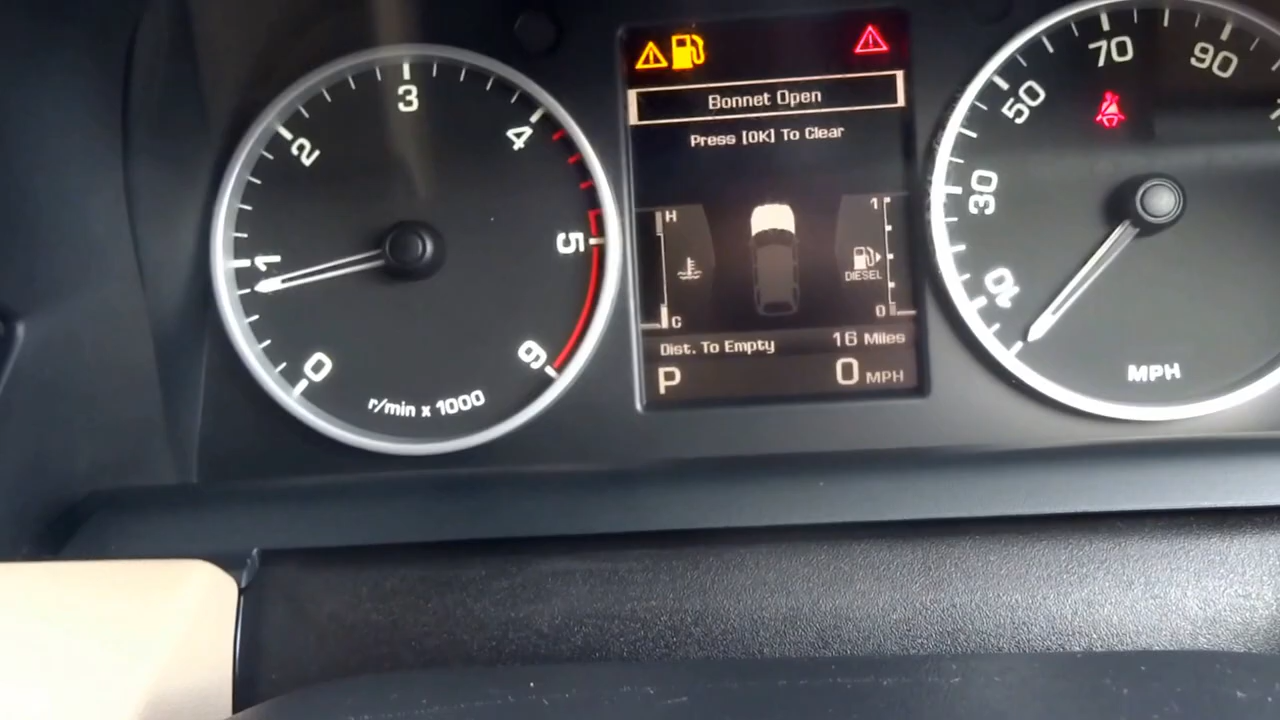 0
1
2
3
4
5
6
r/min x 1000
Bonnet Open
Press [OK] To Clear
H
C
1
DIESEL
0
Dist. To Empty 16 Miles
P 0 MPH
30
50
70
90
MPH